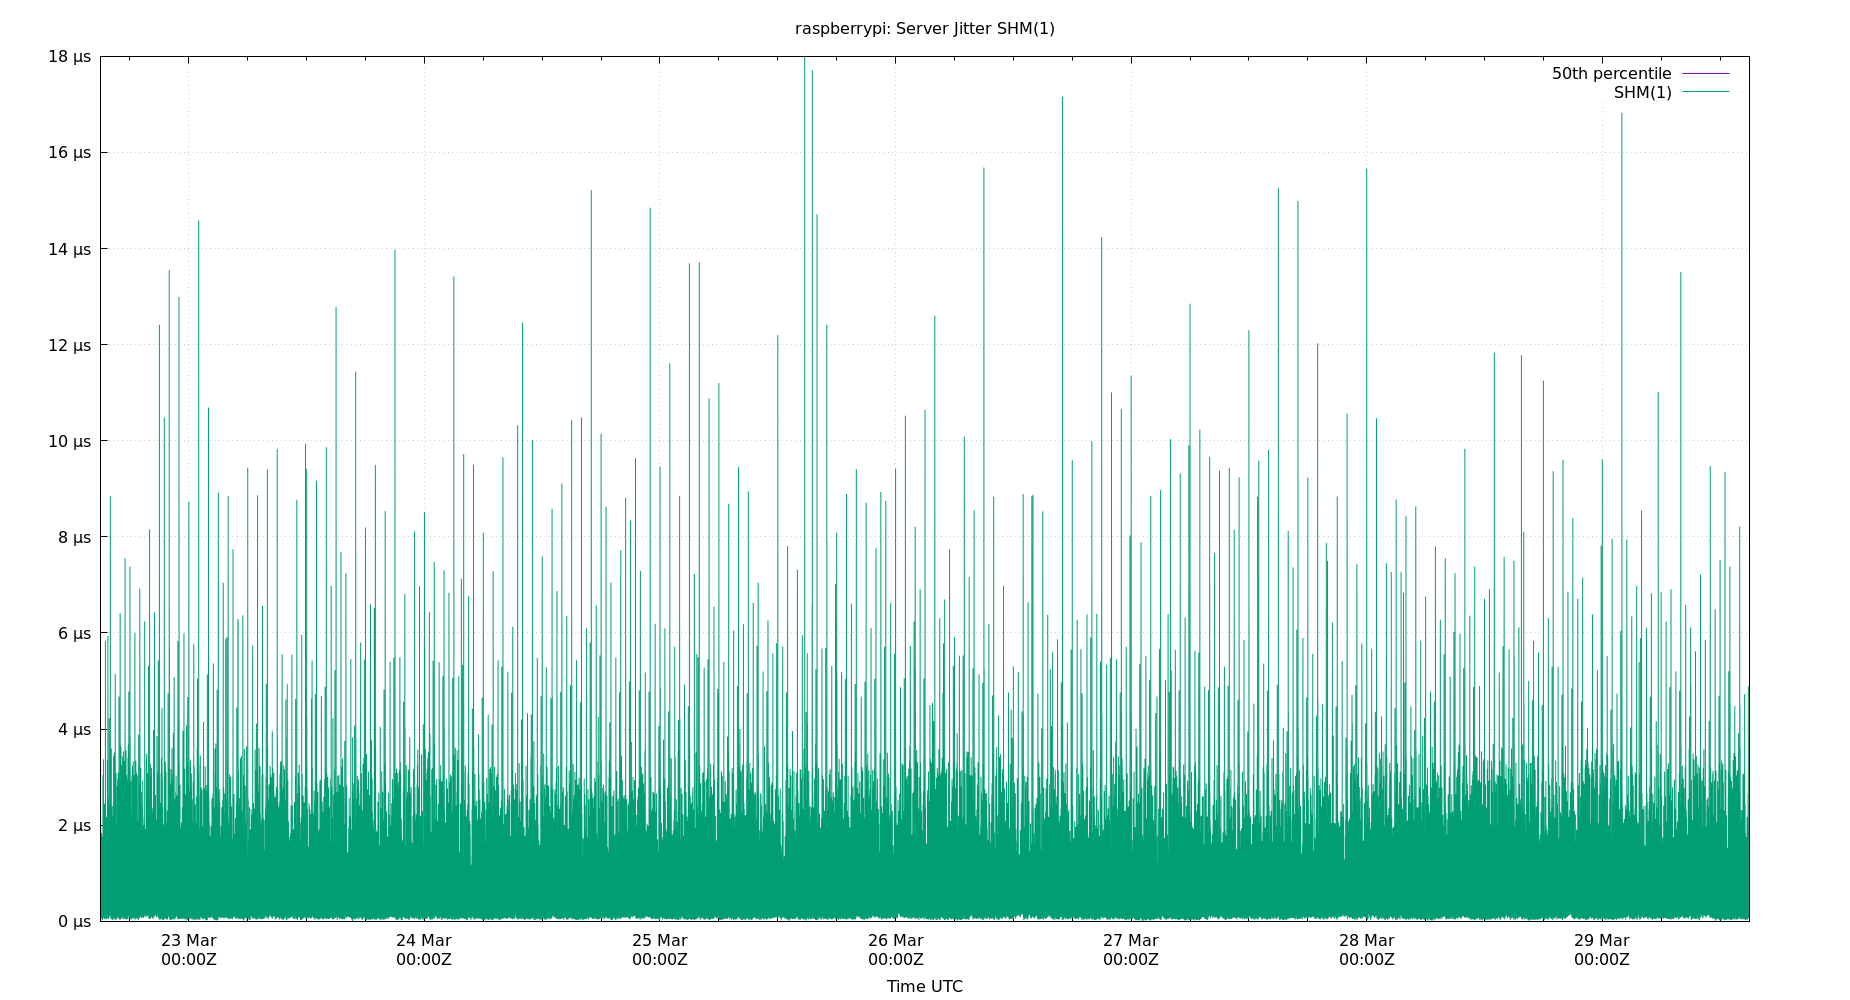 raspberrypi: Server Jitter SHM(1)
18 µs
16 µs
14 µs
12 µs
10 µs
8 µs
6 µs
4 µs
2 µs
0 µs
50th percentile
SHM(1)
23 Mar
00:00Z
24 Mar
00:00Z
25 Mar
00:00Z
26 Mar
00:00Z
27 Mar
00:00Z
28 Mar
00:00Z
29 Mar
00:00Z
Time UTC